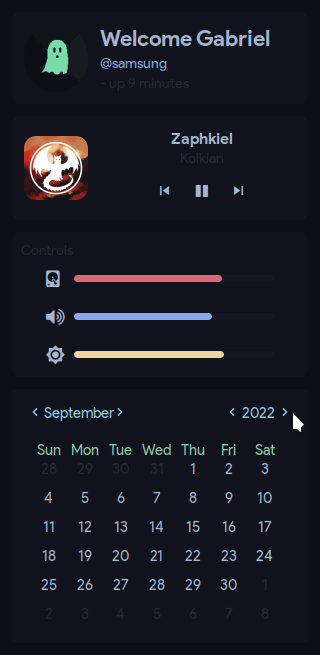 Welcome Gabriel
@samsung
- up 9 minutes
Zaphkiel
Kolkian
Controls
September 2022
Sun Mon Tue Wed Thu Fri Sat
28 29 30 31 1 2 3
4 5 6 7 8 9 10
11 12 13 14 15 16 17
18 19 20 21 22 23 24
25 26 27 28 29 30 1
2 3 4 5 6 7 8